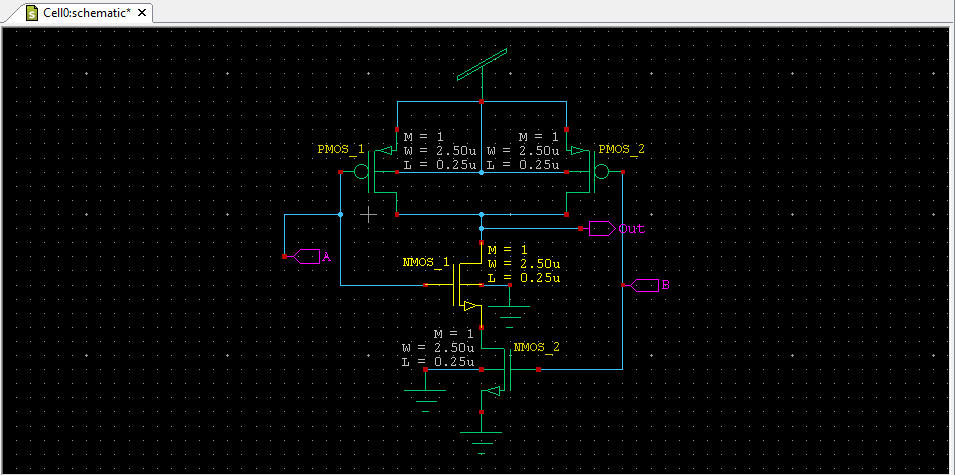 Cell0:schematic*
M = 1
M = 1
PMOS_1
W = 2.50u
W = 2.50u
PMOS_2
L = 0.25u
L = 0.25u
Out
M = 1
A
NMOS_1
W = 2.50u
L = 0.25u
B
M = 1
W = 2.50u
NMOS_2
L = 0.25u